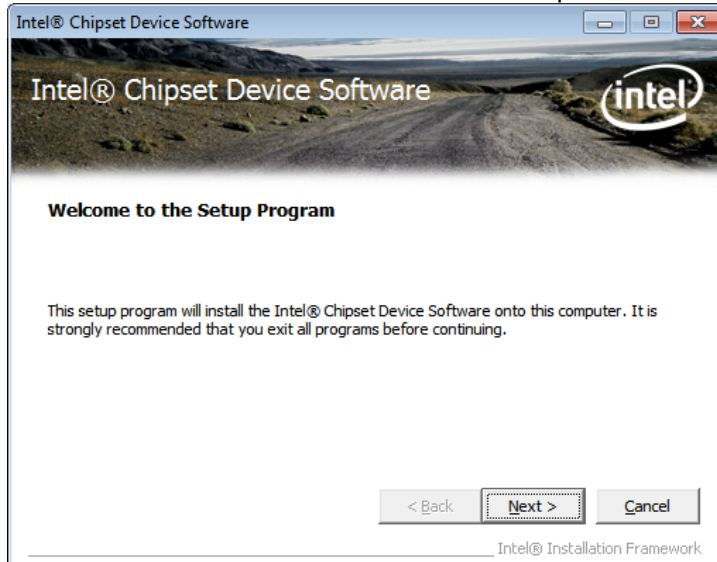 Intel® Chipset Device Software
Intel® Chipset Device Software
intel
Welcome to the Setup Program
This setup program will install the Intel® Chipset Device Software onto this computer. It is
strongly recommended that you exit all programs before continuing.
< Back Next > Cancel
Intel® Installation Framework